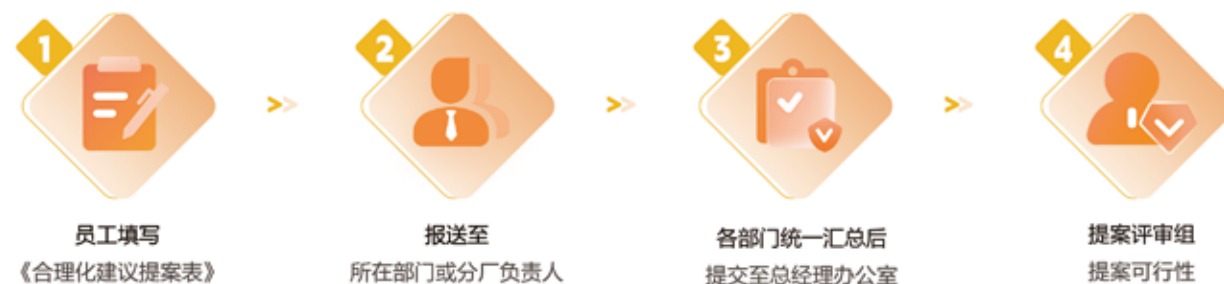 1
员工填写
《合理化建议提案表》
2
报送至
所在部门或分厂负责人
3
各部门统一汇总后
提交至总经理办公室
4
提案评审组
提案可行性